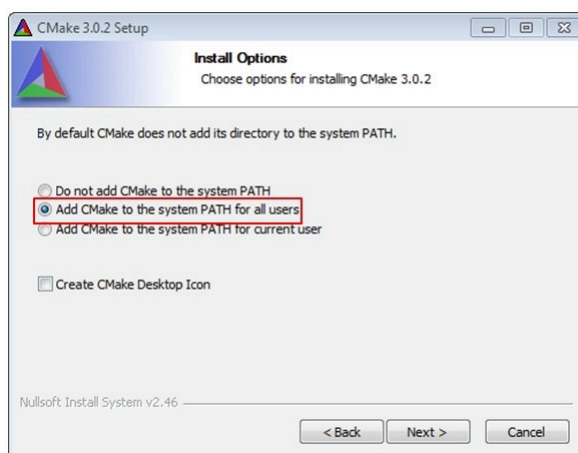 CMake 3.0.2 Setup
Install Options
Choose options for installing CMake 3.0.2
By default CMake does not add its directory to the system PATH.
Do not add CMake to the system PATH
Add CMake to the system PATH for all users
Add CMake to the system PATH for current user
Create CMake Desktop Icon
Nullsoft Install System v2.46
< Back Next > Cancel